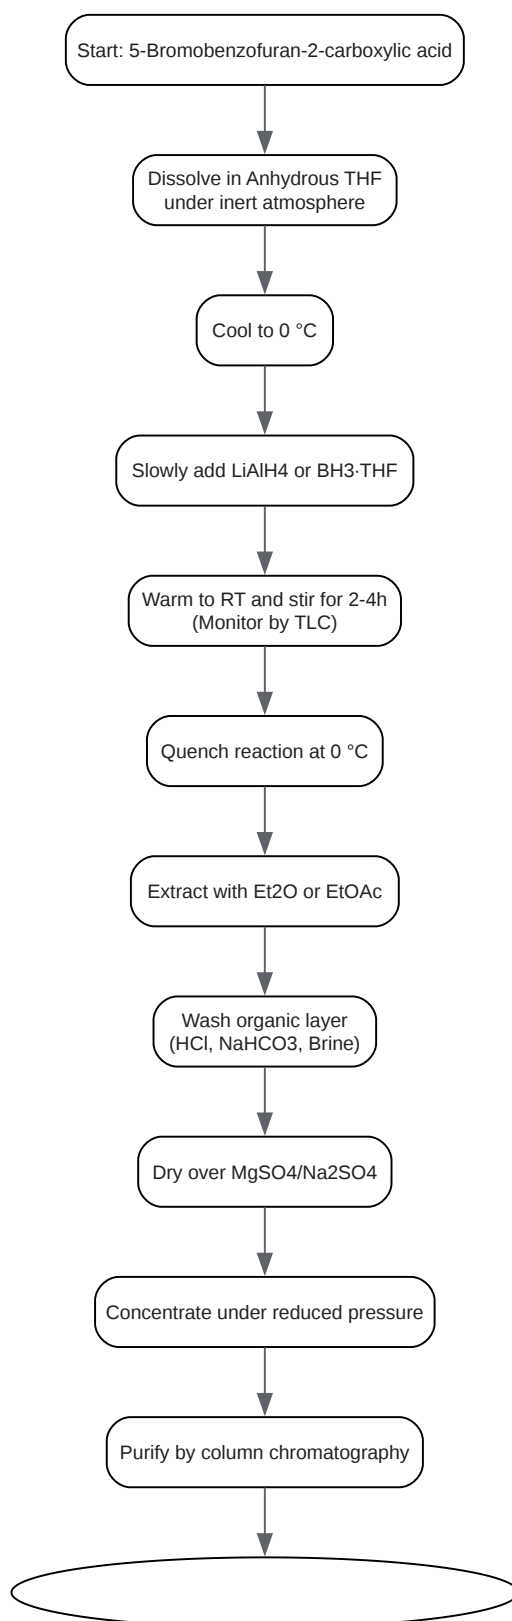 Start: 5-Bromobenzofuran-2-carboxylic acid
Dissolve in Anhydrous THF
under inert atmosphere
Cool to 0 °C
Slowly add LiAlH4 or BH3·THF
Warm to RT and stir for 2-4h
(Monitor by TLC)
Quench reaction at 0 °C
Extract with Et2O or EtOAc
Wash organic layer
(HCl, NaHCO3, Brine)
Dry over MgSO4/Na2SO4
Concentrate under reduced pressure
Purify by column chromatography